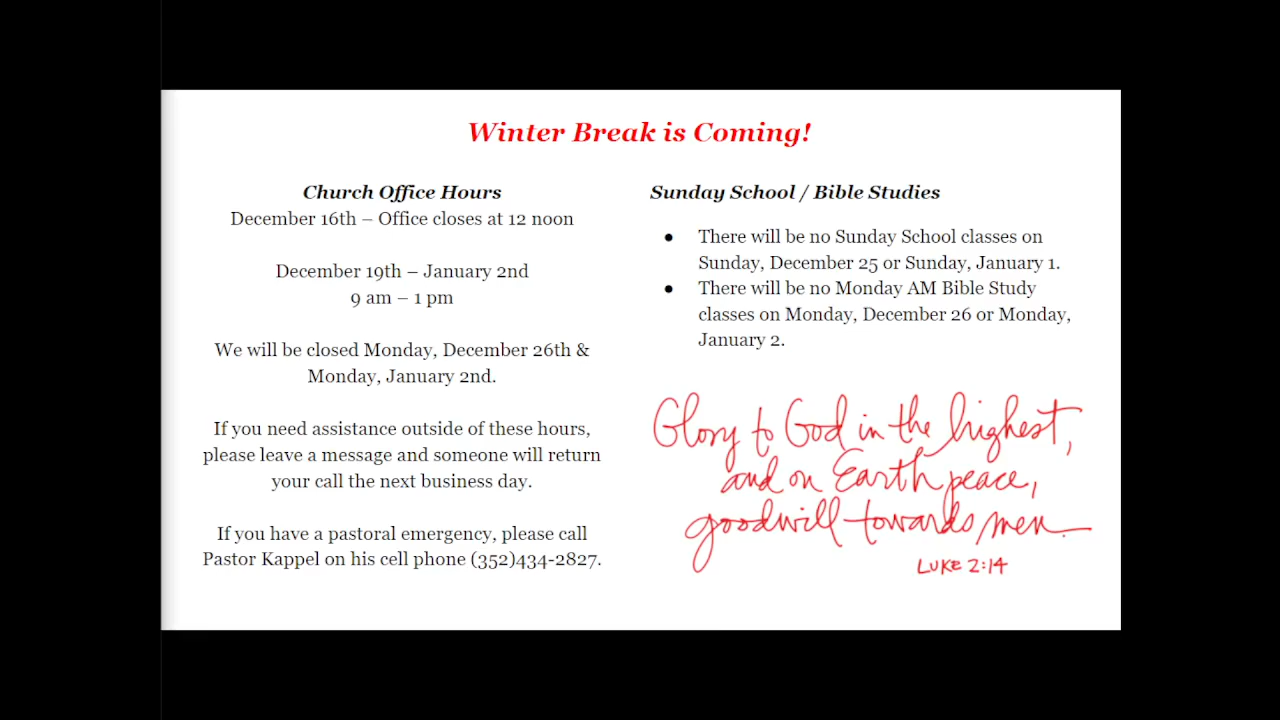 Winter Break is Coming!
Church Office Hours
December 16th – Office closes at 12 noon
December 19th – January 2nd
9 am – 1 pm
We will be closed Monday, December 26th &
Monday, January 2nd.
If you need assistance outside of these hours,
please leave a message and someone will return
your call the next business day.
If you have a pastoral emergency, please call
Pastor Kappel on his cell phone (352)434-2827.
Sunday School / Bible Studies
● There will be no Sunday School classes on
Sunday, December 25 or Sunday, January 1.
● There will be no Monday AM Bible Study
classes on Monday, December 26 or Monday,
January 2.
Glory to God in the highest,
and on Earth peace,
goodwill towards men.
LUKE 2:14